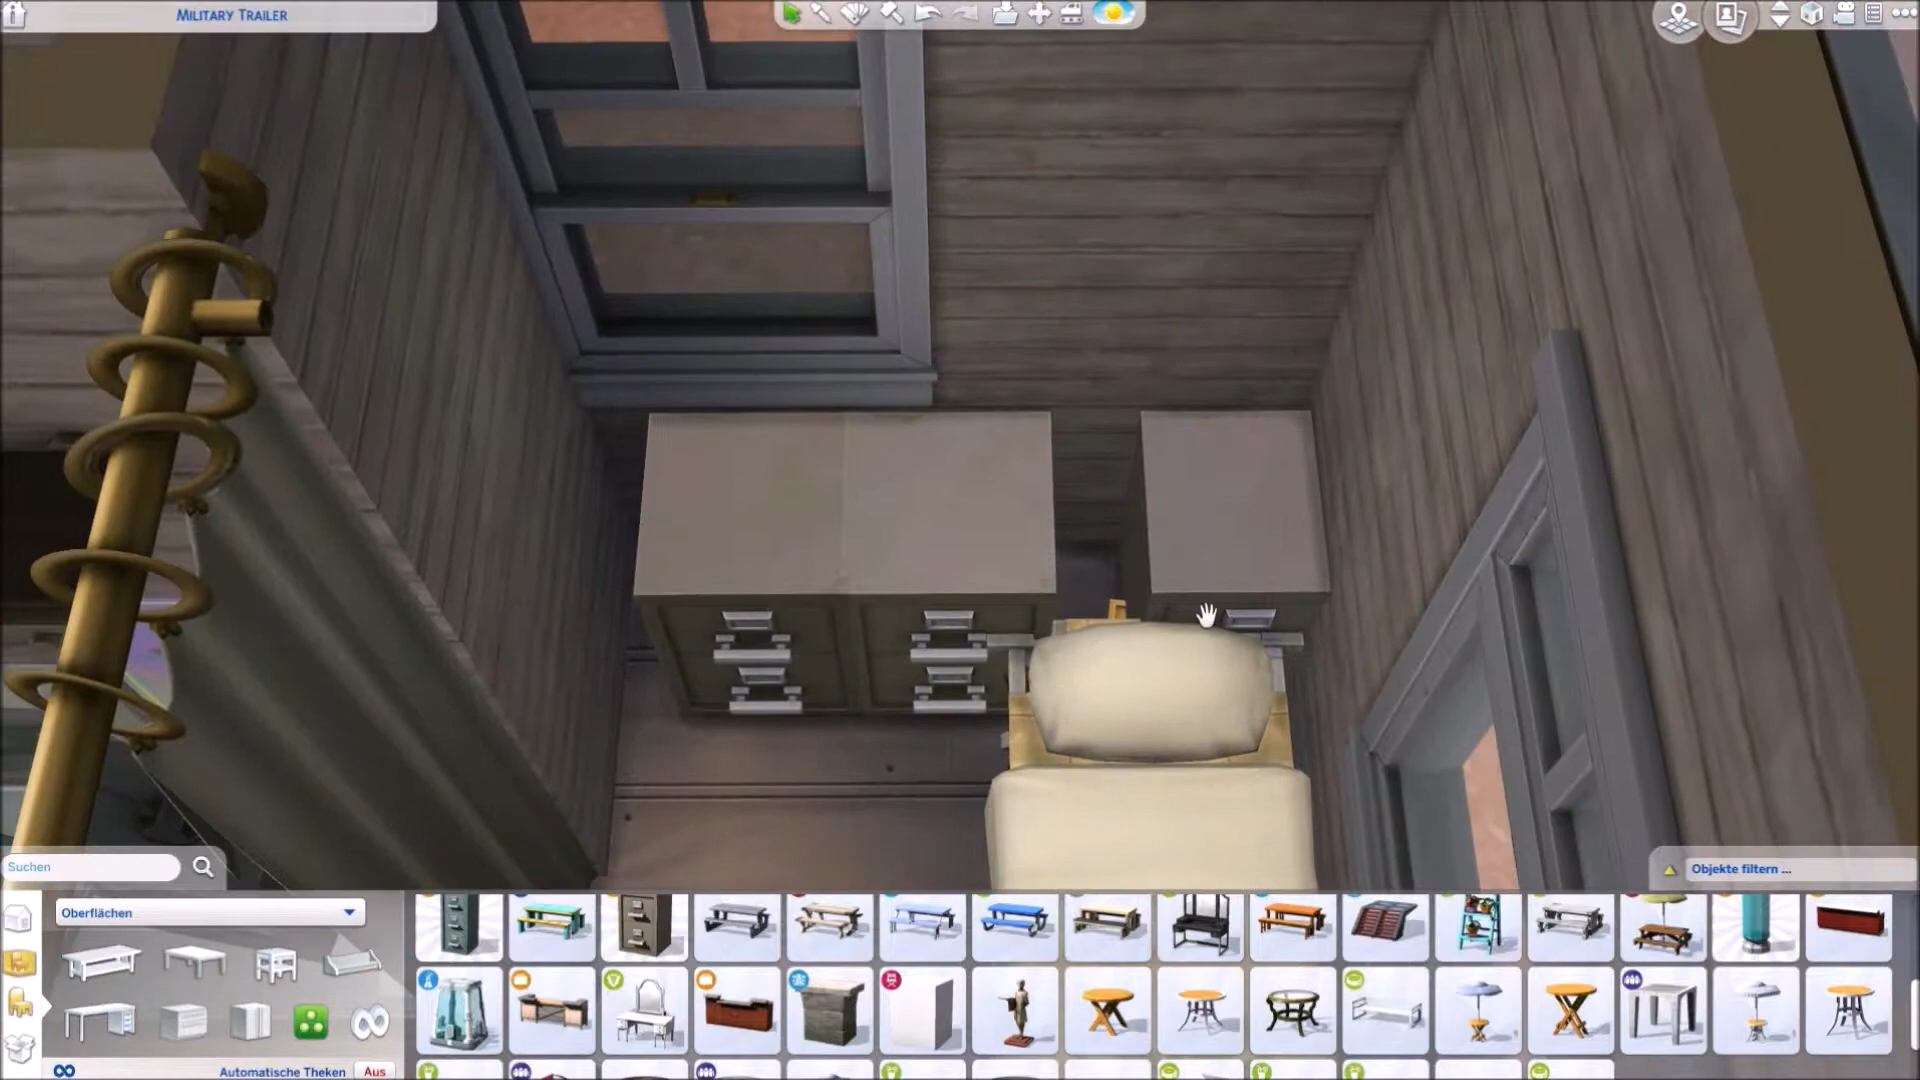 Military Trailer
Suchen
Objekte filtern ...
Oberflächen
Automatische Theken
Aus